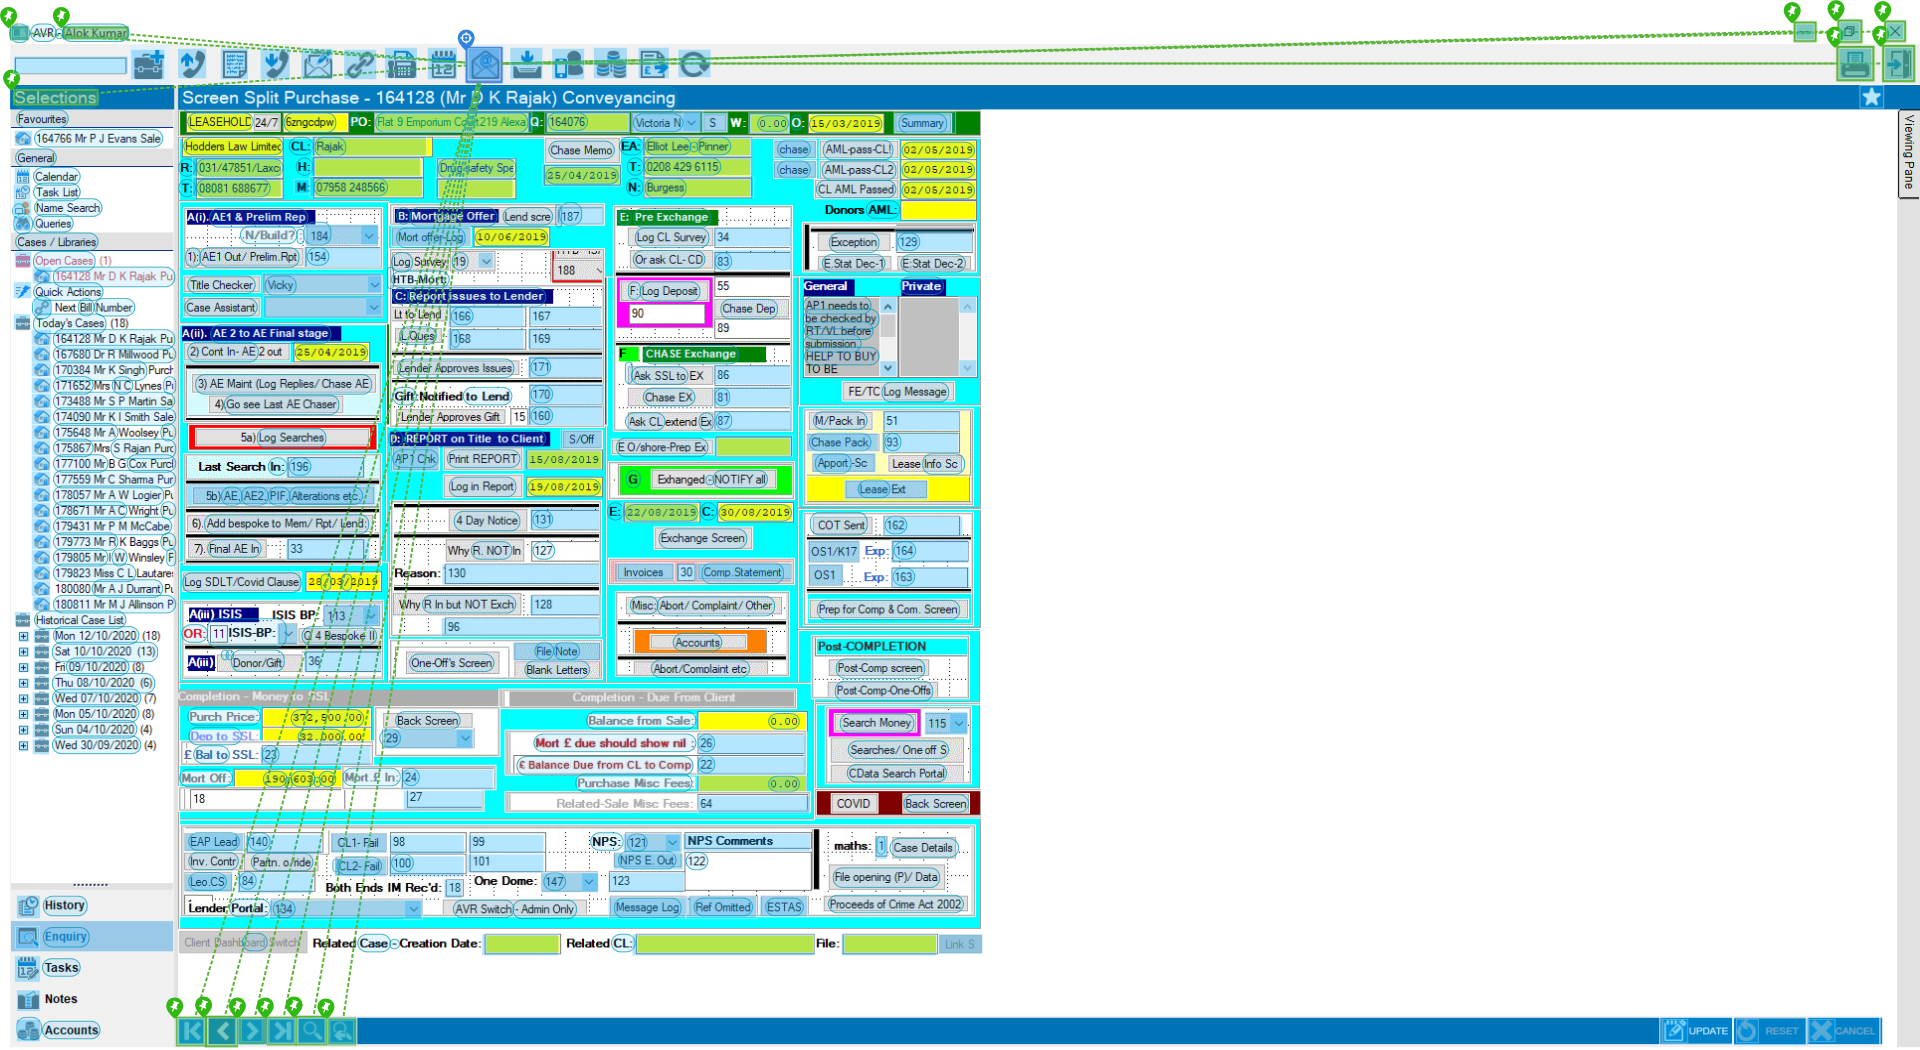 AVR - Alok Kumar
Selections
Screen Split Purchase - 164128 (Mr D K Rajak) Conveyancing
Viewing Pane
Favourites
164766 Mr P J Evans Sale
General
Calendar
Task List
Name Search
Queries
Cases / Libraries
Open Cases (1)
164128 Mr D K Rajak Pu
Quick Actions
Next Bill Number
Today's Cases (18)
164128 Mr D K Rajak Pu
167680 Dr R Millwood Pu
170384 Mr K Singh Purch
171652 Mrs N C Lynes Pu
173488 Mr S P Martin Sa
174090 Mr K I Smith Sale
175648 Mr A Woolsey Pu
175867 Mrs S Rajan Purc
177100 Mr B G Cox Purcl
177559 Mr C Sharma Pur
178057 Mr A W Logier Pu
178671 Mr A C Wright Pu
179431 Mr P M McCabe
179773 Mr R K Baggs Pu
179805 Mr I W Winsley F
179823 Miss C L Lautare
180080 Mr A J Durrant Pu
180811 Mr M J Allinson P
Historical Case List
Mon 12/10/2020 (18)
Sat 10/10/2020 (13)
Fri 09/10/2020 (8)
Thu 08/10/2020 (6)
Wed 07/10/2020 (7)
Mon 05/10/2020 (8)
Sun 04/10/2020 (4)
Wed 30/09/2020 (4)
History
Enquiry
Tasks
Notes
Accounts
LEASEHOLD 24/7 6zngcdpw PO: Flat 9 Emporium Court 219 Alexa Q: 164076 Victoria N S W: 0.00 O: 15/03/2019 Summary
Hodders Law Limitec CL: Rajak Chase Memo EA: Elliot Lee - Pinner chase AML-pass-CL! 02/05/2019
R: 031/47851/Laxc H: Drug safety Spe 25/04/2019 T: 0208 429 6115 chase AML-pass-CL2 02/05/2019
T: 08081 688677 M: 07958 248566 N: Burgess CL AML Passed 02/05/2019
Donors AML:
A(i). AE1 & Prelim Rep
N/Build? : 184
1): AE1 Out/ Prelim.Rpt 154
Title Checker Vicky
Case Assistant
A(ii). AE 2 to AE Final stage
2) Cont In- AE 2 out 25/04/2019
3) AE Maint (Log Replies/ Chase AE)
4) Go see Last AE Chaser
5a) Log Searches
Last Search In: 196
5b) AE, AE2, PIF, Alterations etc.
6). Add bespoke to Mem/ Rpt/ Lend:
7). Final AE In 33
Log SDLT/Covid Clause 28/03/2019
A(iii) ISIS ISIS BP: 113
OR: 11 ISIS-BP: Q 4 Bespoke II
A(iii) Donor/Gift 36
B: Mortgage Offer Lend scre 187
Mort offer-Log 10/06/2019
Log Survey 19 188
HTB-Mort:
C: Report issues to Lender
Lt to Lend 166 167
L Ques 168 169
Lender Approves Issues 171
Gift: Notified to Lend 170
Lender Approves Gift 15 160
D: REPORT on Title to Client S/Off
AP1 Chk Print REPORT 15/08/2019
Log in Report 19/08/2019
4 Day Notice 131
Why R. NOT In 127
Reason: 130
Why R In but NOT Exch 128
96
One-Off's Screen File Note
Blank Letters
E: Pre Exchange
Log CL Survey 34
Or ask CL- CD 83
F: Log Deposit 55
90 Chase Dep
89
F CHASE Exchange
Ask SSL to EX 86
Chase EX 81
Ask CL extend Ex 87
E O/shore-Prep Ex
G Exhanged - NOTIFY all
E: 22/08/2019 C: 30/08/2019
Exchange Screen
Invoices 30 Comp.Statement
Misc: Abort/ Complaint/ Other
Accounts
Abort/Complaint etc
Exception 129
E.Stat Dec-1 E:Stat Dec-2
General Private
AP1 needs to
be checked by
RT/VL before
submission.
HELP TO BUY
TO BE
FE/TC Log Message
M/Pack In 51
Chase Pack 93
Apport -Sc Lease Info Sc
Lease Ext
COT Sent 162
OS1/K17 Exp: 164
OS1 Exp: 163
Prep for Comp & Com. Screen
Post-COMPLETION
Post-Comp screen
Post-Comp-One-Offs
Search Money 115
Searches/ One off S
CData Search Portal
COVID Back Screen
Completion - Money to SSL Completion - Due From Client
Purch Price: 372,500.00 Back Screen Balance from Sale: 0.00
Dep to SSL: 32,000.00 29 Mort £ due should show nil : 26
£ Bal to SSL: 23 £ Balance Due from CL to Comp 22
Mort Off: 190,603.00 Mort £ In: 24 Purchase Misc Fees: 0.00
18 27 Related-Sale Misc Fees: 64
EAP Lead 140 CL1- Fail 98 99 NPS: 121 NPS Comments maths: 1 Case Details
Inv. Contr Partn. o/ride CL2- Fail 100 101 NPS E. Out 122
Leo.CS 84 Both Ends IM Rec'd: 18 One Dome: 147 123 File opening (P)/ Data
Lender Portal: 134 AVR Switch - Admin Only Message Log Ref Omitted ESTAS Proceeds of Crime Act 2002
Client Dashboard Switch Related Case - Creation Date: Related CL: File: Link S
UPDATE RESET CANCEL